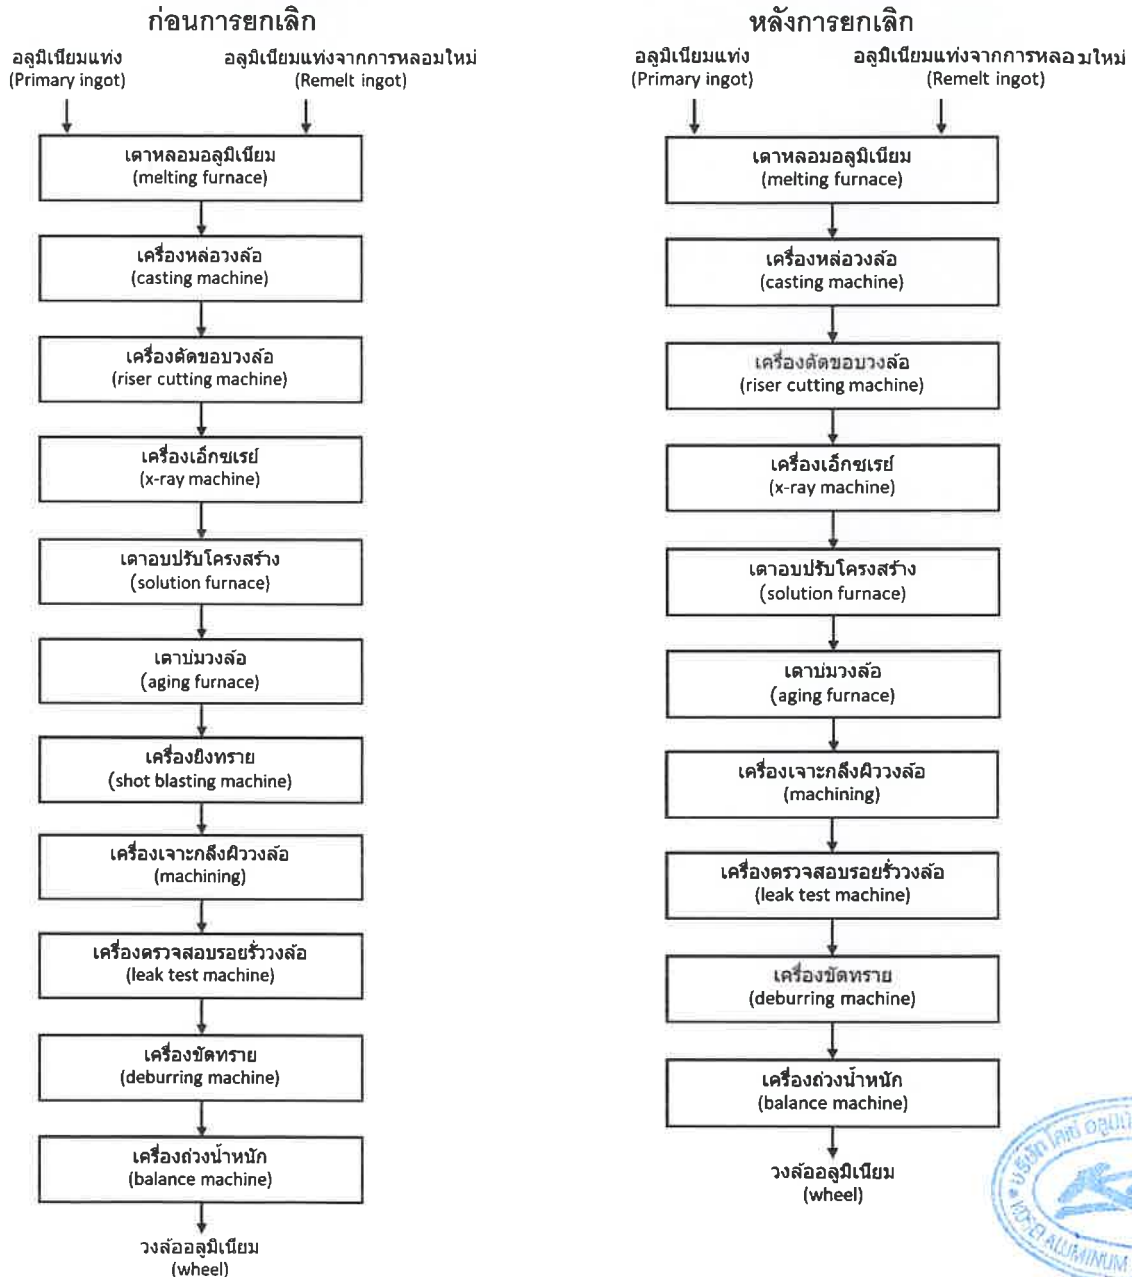 ก่อนการยกเลิก
อลูมิเนียมแท่ง
(Primary ingot)
อลูมิเนียมแท่งจากการหลอมใหม่
(Remelt ingot)
เตาหลอมอลูมิเนียม
(melting furnace)
เครื่องหล่อวงล้อ
(casting machine)
เครื่องตัดขอบวงล้อ
(riser cutting machine)
เครื่องเอ็กซเรย์
(x-ray machine)
เตาอบปรับโครงสร้าง
(solution furnace)
เตาบ่มวงล้อ
(aging furnace)
เครื่องยิงทราย
(shot blasting machine)
เครื่องเจาะกลึงผิววงล้อ
(machining)
เครื่องตรวจสอบรอยรั่ววงล้อ
(leak test machine)
เครื่องขัดทราย
(deburring machine)
เครื่องถ่วงน้ำหนัก
(balance machine)
วงล้ออลูมิเนียม
(wheel)
หลังการยกเลิก
อลูมิเนียมแท่ง
(Primary ingot)
อลูมิเนียมแท่งจากการหลอมใหม่
(Remelt ingot)
เตาหลอมอลูมิเนียม
(melting furnace)
เครื่องหล่อวงล้อ
(casting machine)
เครื่องตัดขอบวงล้อ
(riser cutting machine)
เครื่องเอ็กซเรย์
(x-ray machine)
เตาอบปรับโครงสร้าง
(solution furnace)
เตาบ่มวงล้อ
(aging furnace)
เครื่องเจาะกลึงผิววงล้อ
(machining)
เครื่องตรวจสอบรอยรั่ววงล้อ
(leak test machine)
เครื่องขัดทราย
(deburring machine)
เครื่องถ่วงน้ำหนัก
(balance machine)
วงล้ออลูมิเนียม
(wheel)
บริษัท โคเซ่
ALUMINUM